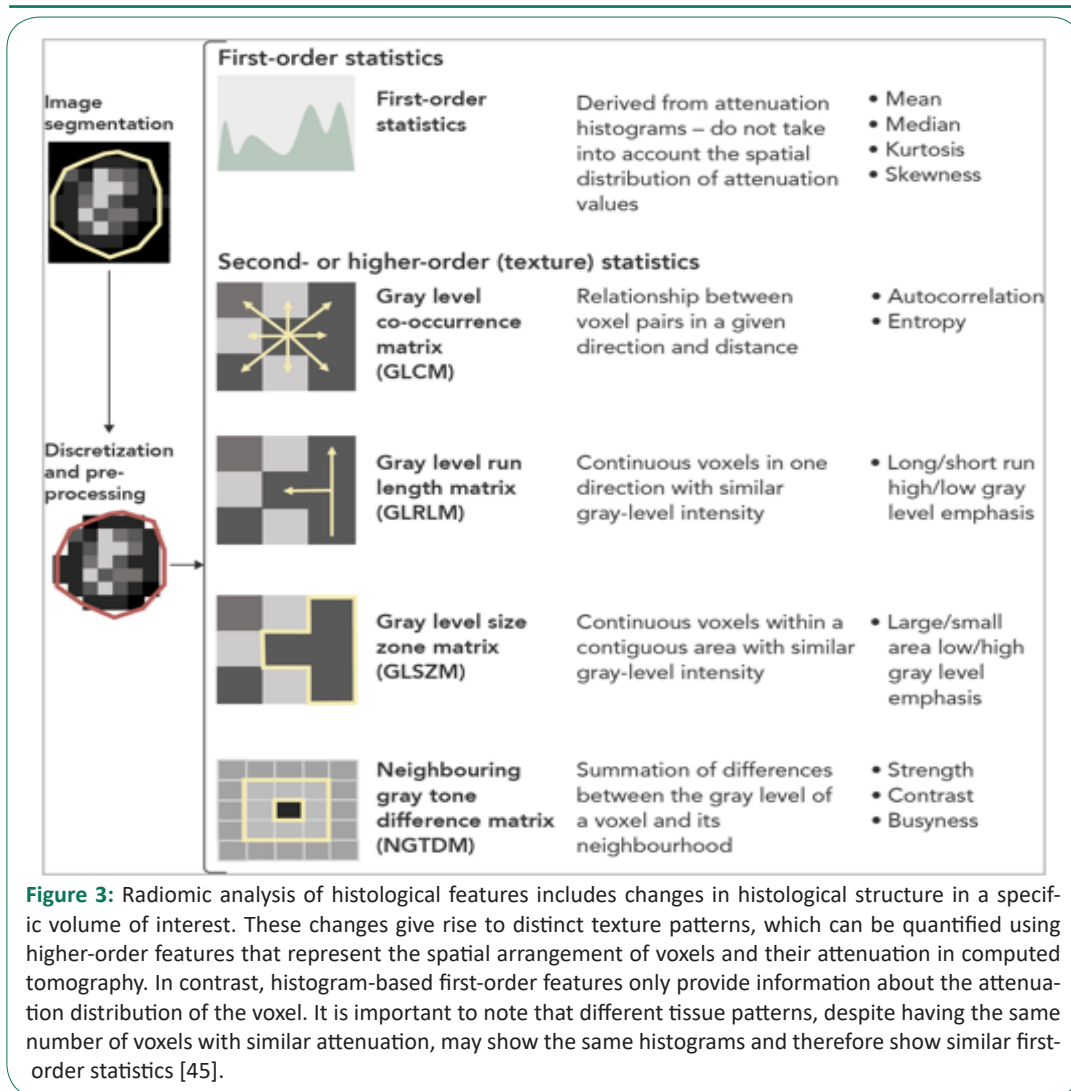 First-order statistics
Image
segmentation
First-order
statistics
Derived from attenuation
histograms – do not take
into account the spatial
distribution of attenuation
values
• Mean
• Median
• Kurtosis
• Skewness
Second- or higher-order (texture) statistics
Gray level
co-occurrence
matrix
(GLCM)
Relationship between
voxel pairs in a given
direction and distance
• Autocorrelation
• Entropy
Discretization
and pre-
processing
Gray level run
length matrix
(GLRLM)
Continuous voxels in one
direction with similar
gray-level intensity
• Long/short run
high/low gray
level emphasis
Gray level size
zone matrix
(GLSZM)
Continuous voxels within a
contiguous area with similar
gray-level intensity
• Large/small
area low/high
gray level
emphasis
Neighbouring
gray tone
difference matrix
(NGTDM)
Summation of differences
between the gray level of
a voxel and its
neighbourhood
• Strength
• Contrast
• Busyness
Figure 3: Radiomic analysis of histological features includes changes in histological structure in a specif-
ic volume of interest. These changes give rise to distinct texture patterns, which can be quantified using
higher-order features that represent the spatial arrangement of voxels and their attenuation in computed
tomography. In contrast, histogram-based first-order features only provide information about the attenua-
tion distribution of the voxel. It is important to note that different tissue patterns, despite having the same
number of voxels with similar attenuation, may show the same histograms and therefore show similar first-
order statistics [45].